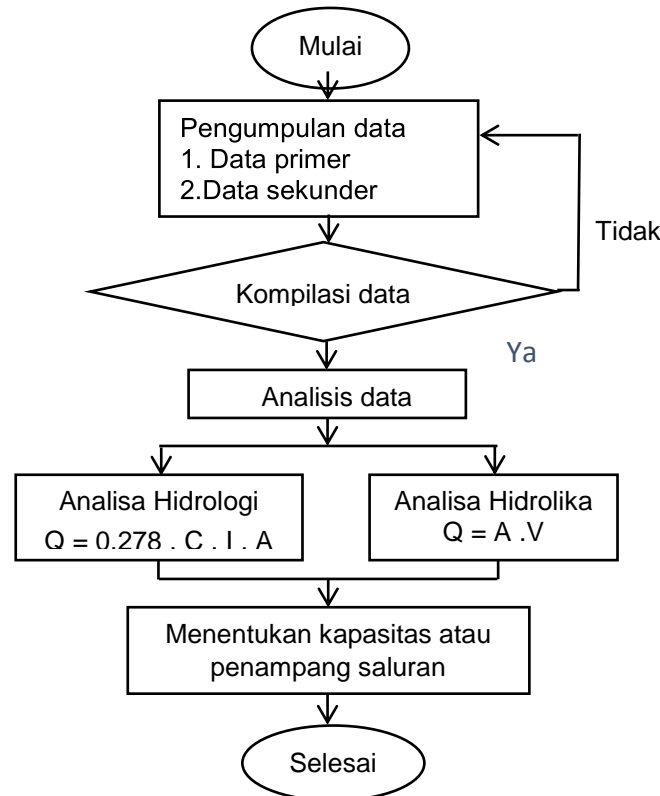 Mulai
Pengumpulan data
1. Data primer
2.Data sekunder
Tidak
Kompilasi data
Ya
Analisis data
Analisa Hidrologi
Q = 0.278 . C . I . A
Analisa Hidrolika
Q = A .V
Menentukan kapasitas atau
penampang saluran
Selesai